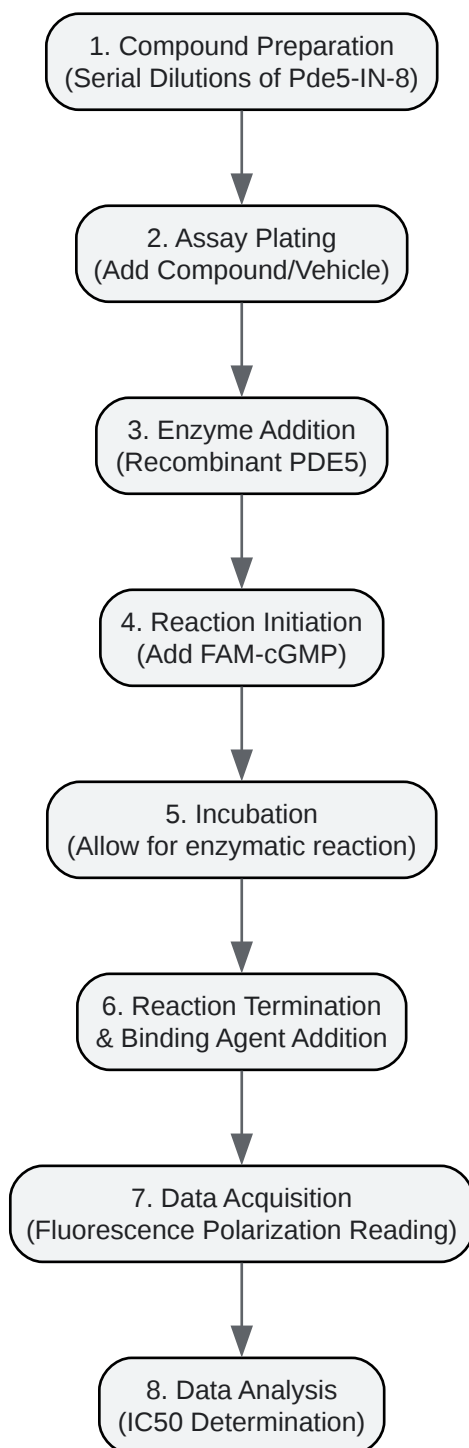 1. Compound Preparation
(Serial Dilutions of Pde5-IN-8)
2. Assay Plating
(Add Compound/Vehicle)
3. Enzyme Addition
(Recombinant PDE5)
4. Reaction Initiation
(Add FAM-cGMP)
5. Incubation
(Allow for enzymatic reaction)
6. Reaction Termination
& Binding Agent Addition
7. Data Acquisition
(Fluorescence Polarization Reading)
8. Data Analysis
(IC50 Determination)